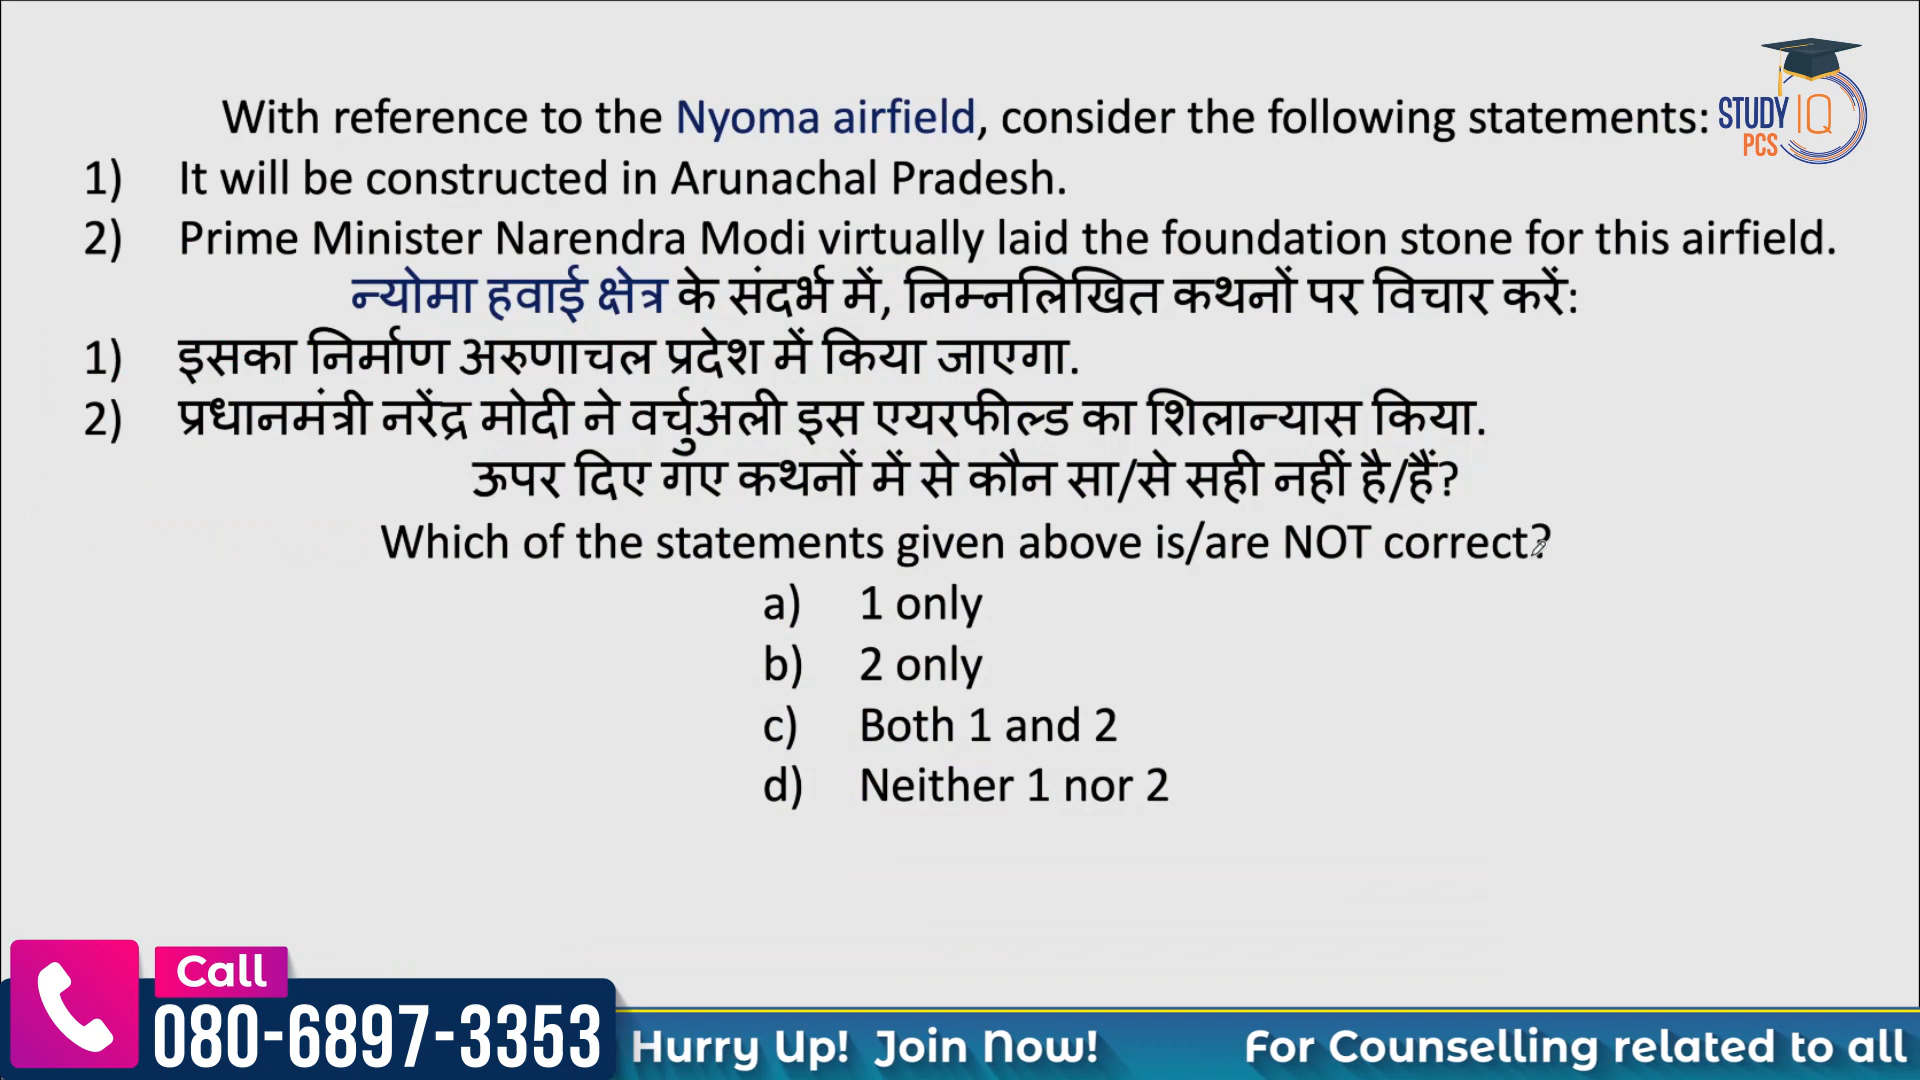 With reference to the Nyoma airfield, consider the following statements:
STUDY IQ
PCS
1) It will be constructed in Arunachal Pradesh.
2) Prime Minister Narendra Modi virtually laid the foundation stone for this airfield.
न्योमा हवाई क्षेत्र के संदर्भ में, निम्नलिखित कथनों पर विचार करें:
1) इसका निर्माण अरुणाचल प्रदेश में किया जाएगा.
2) प्रधानमंत्री नरेंद्र मोदी ने वर्चुअली इस एयरफील्ड का शिलान्यास किया.
ऊपर दिए गए कथनों में से कौन सा/से सही नहीं है/हैं?
Which of the statements given above is/are NOT correct?
a) 1 only
b) 2 only
c) Both 1 and 2
d) Neither 1 nor 2
Call
080-6897-3353
Hurry Up! Join Now! For Counselling related to all